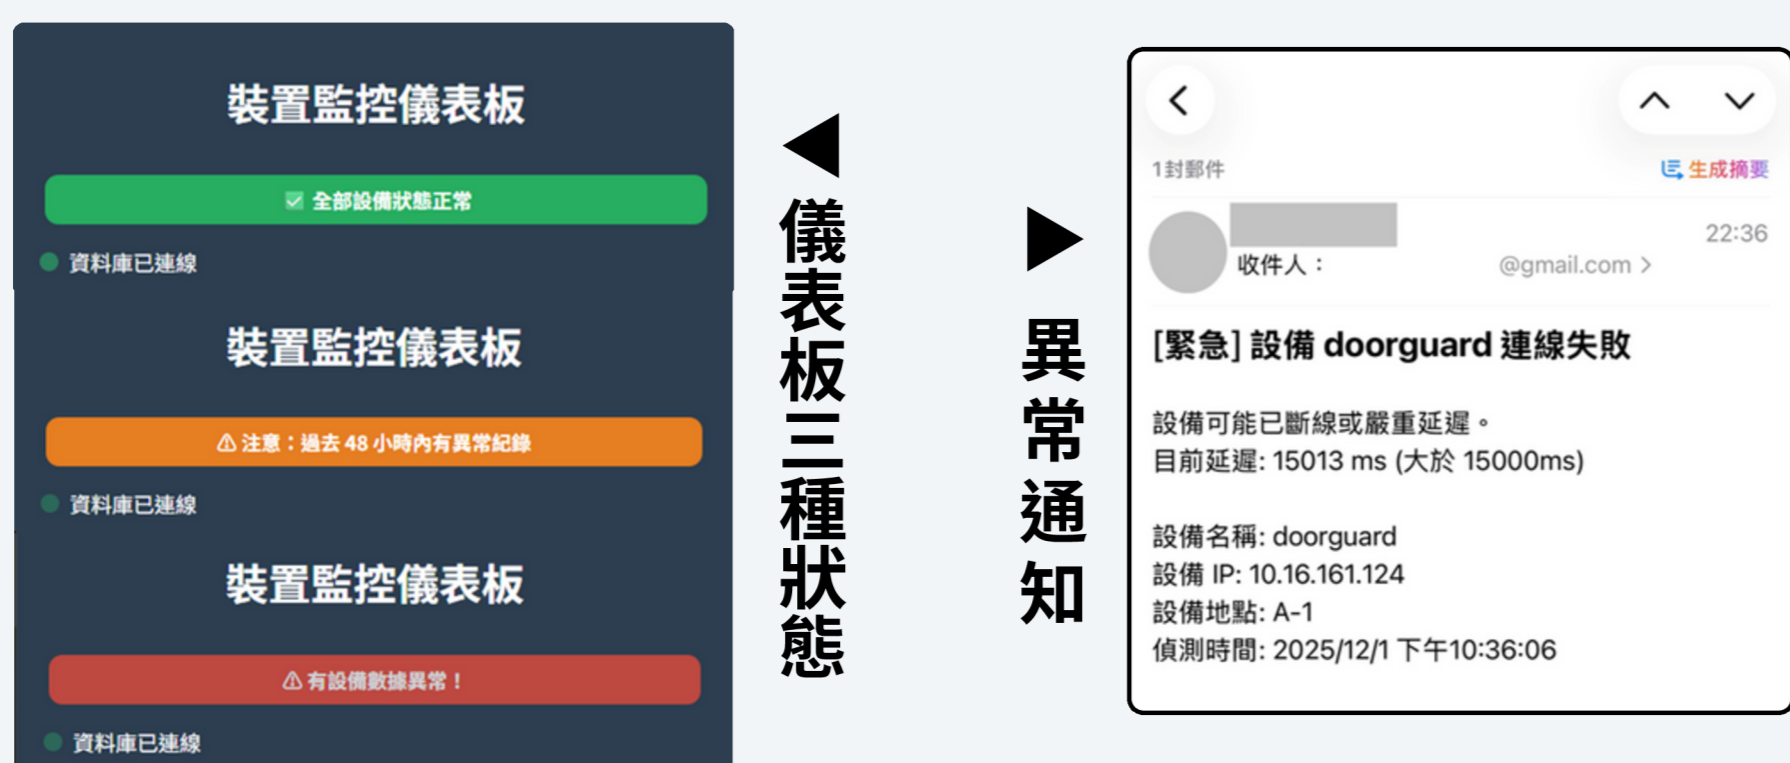 裝置監控儀表板
✅ 全部設備狀態正常
資料庫已連線
裝置監控儀表板
⚠ 注意：過去 48 小時內有異常紀錄
資料庫已連線
裝置監控儀表板
⚠ 有設備數據異常！
資料庫已連線
◀儀表板三種狀態
▶異常通知
1封郵件
生成摘要
22:36
收件人：
@gmail.com >
[緊急] 設備 doorguard 連線失敗
設備可能已斷線或嚴重延遲。
目前延遲: 15013 ms (大於 15000ms)
設備名稱: doorguard
設備 IP: 10.16.161.124
設備地點: A-1
偵測時間: 2025/12/1 下午10:36:06